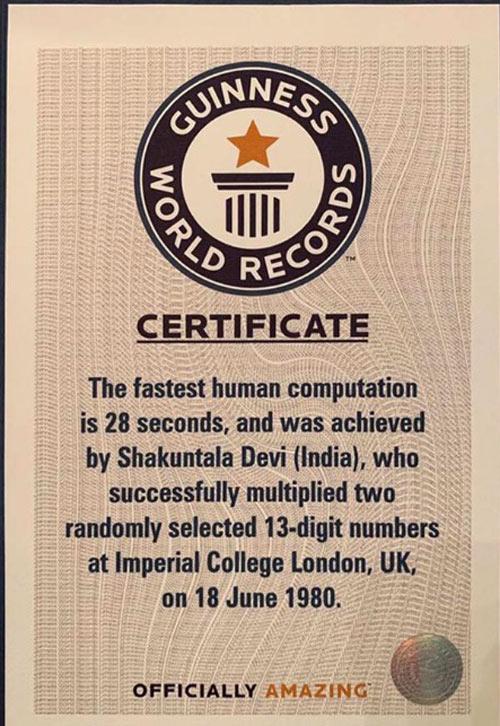 GUINNESS
WORLD RECORDS
TM
CERTIFICATE
The fastest human computation
is 28 seconds, and was achieved
by Shakuntala Devi (India), who
successfully multiplied two
randomly selected 13-digit numbers
at Imperial College London, UK,
on 18 June 1980.
OFFICIALLY AMAZING